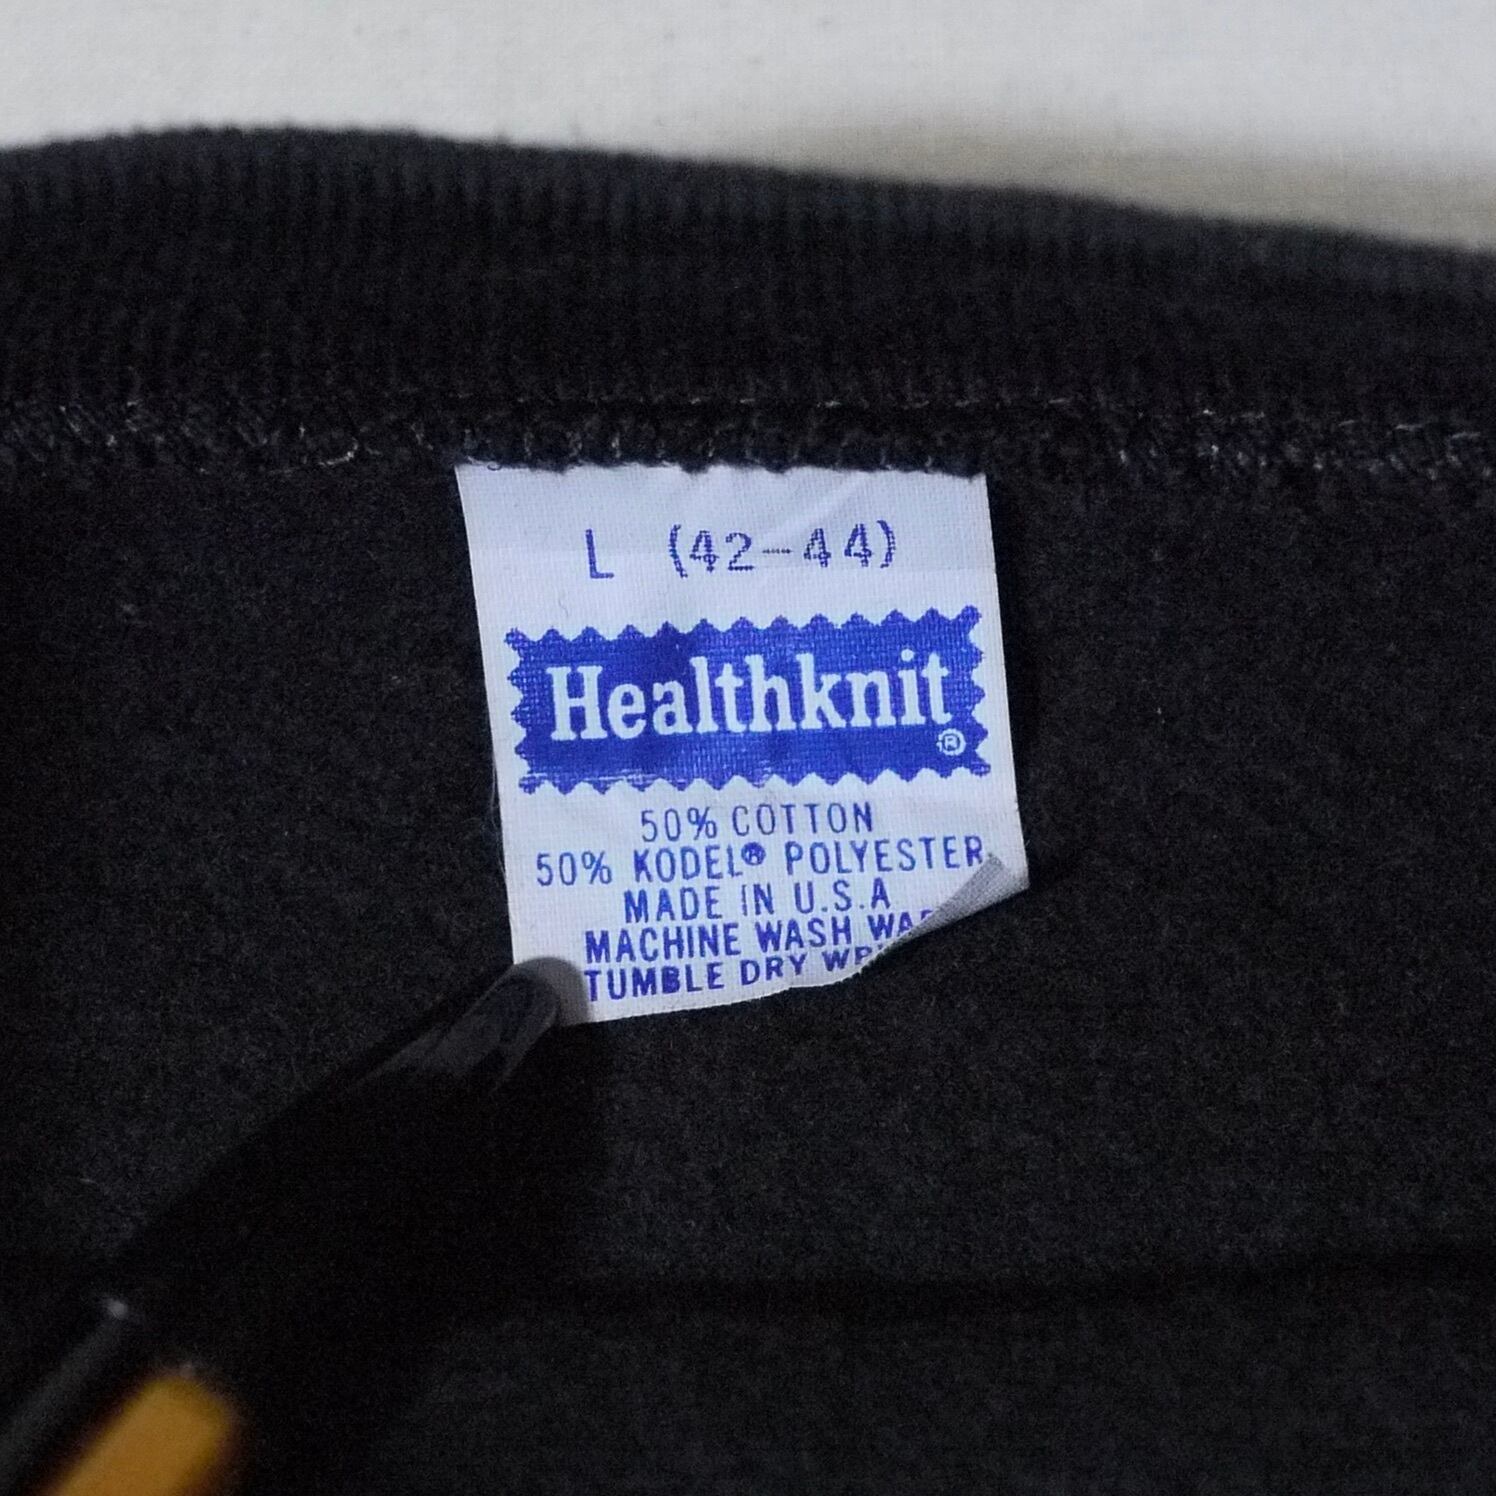 L (42-44)
Healthknit®
50% COTTON
50% KODEL® POLYESTER
MADE IN U.S.A
MACHINE WASH
TUMBLE DRY